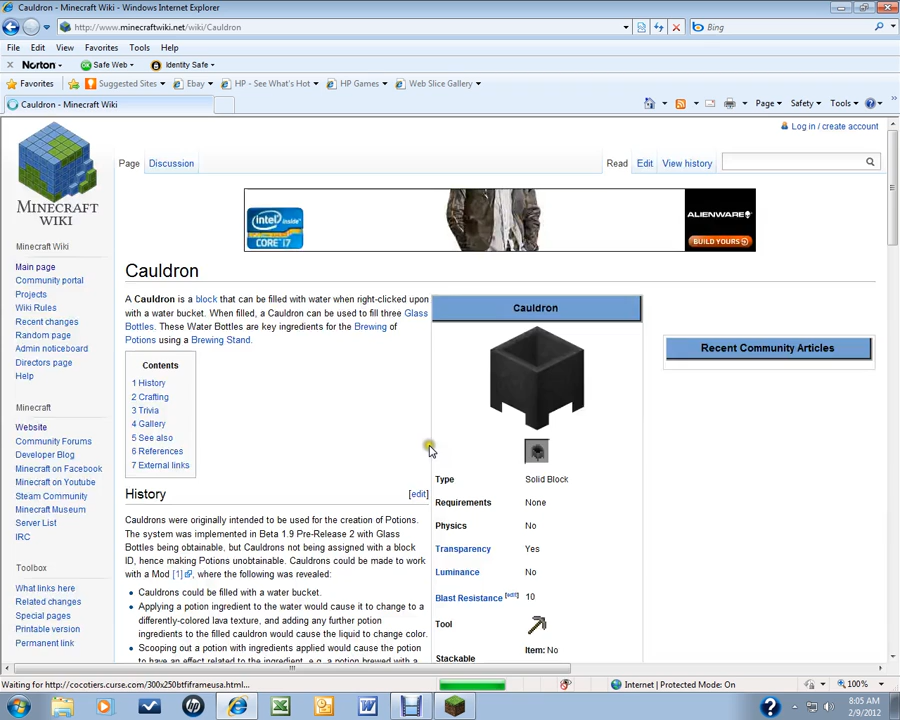 Cauldron - Minecraft Wiki - Windows Internet Explorer
http://www.minecraftwiki.net/wiki/Cauldron
Bing
File Edit View Favorites Tools Help
Norton Safe Web Identity Safe
Favorites Suggested Sites Ebay HP - See What's Hot HP Games Web Slice Gallery
Cauldron - Minecraft Wiki
Page Safety Tools
Log in / create account
Page Discussion Read Edit View history
MINECRAFT
WIKI
intel inside
CORE i7
ALIENWARE
BUILD YOURS
Minecraft Wiki
Main page
Community portal
Projects
Wiki Rules
Recent changes
Random page
Admin noticeboard
Directors page
Help
Minecraft
Website
Community Forums
Developer Blog
Minecraft on Facebook
Minecraft on Youtube
Steam Community
Minecraft Museum
Server List
IRC
Toolbox
What links here
Related changes
Special pages
Printable version
Permanent link
Cauldron
A Cauldron is a block that can be filled with water when right-clicked upon
with a water bucket. When filled, a Cauldron can be used to fill three Glass
Bottles. These Water Bottles are key ingredients for the Brewing of
Potions using a Brewing Stand.
Contents
1 History
2 Crafting
3 Trivia
4 Gallery
5 See also
6 References
7 External links
History [edit]
Cauldrons were originally intended to be used for the creation of Potions.
The system was implemented in Beta 1.9 Pre-Release 2 with Glass
Bottles being obtainable, but Cauldrons not being assigned with a block
ID, hence making Potions unobtainable. Cauldrons could be made to work
with a Mod [1], where the following was revealed:
Cauldrons could be filled with a water bucket.
Applying a potion ingredient to the water would cause it to change to a
differently-colored lava texture, and adding any further potion
ingredients to the filled cauldron would cause the liquid to change color.
Scooping out a potion with ingredients applied would cause the potion
to have an effect related to the ingredient, e.g. a potion brewed with a
Cauldron
Type Solid Block
Requirements None
Physics No
Transparency Yes
Luminance No
Blast Resistance [edit] 10
Tool
Item: No
Stackable
Recent Community Articles
Waiting for http://cocotiers.curse.com/300x250btfiframeusa.html...
Internet | Protected Mode: On
100%
8:05 AM
2/9/2012